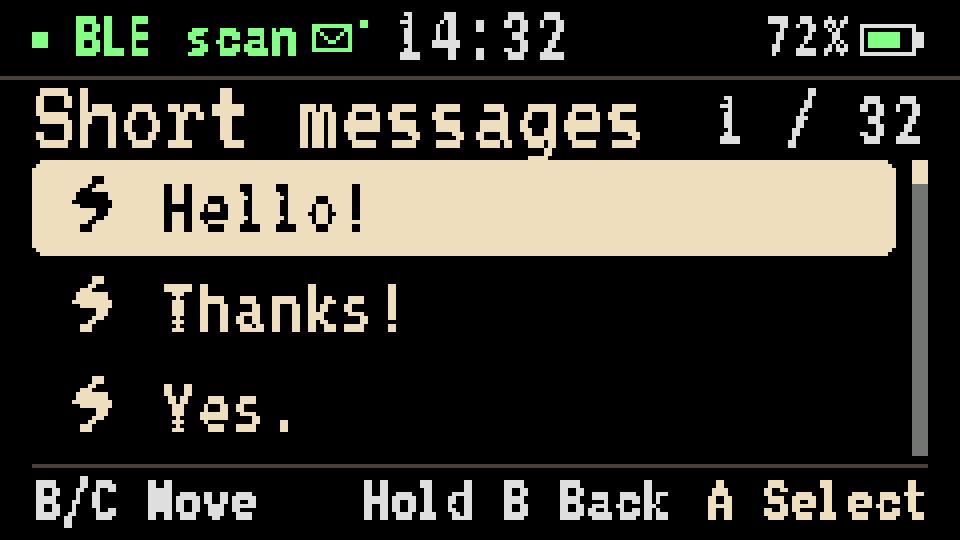 BLE scan 14:32 72%
Short messages 1 / 32
Hello!
Thanks!
Yes.
B/C Move Hold B Back A Select